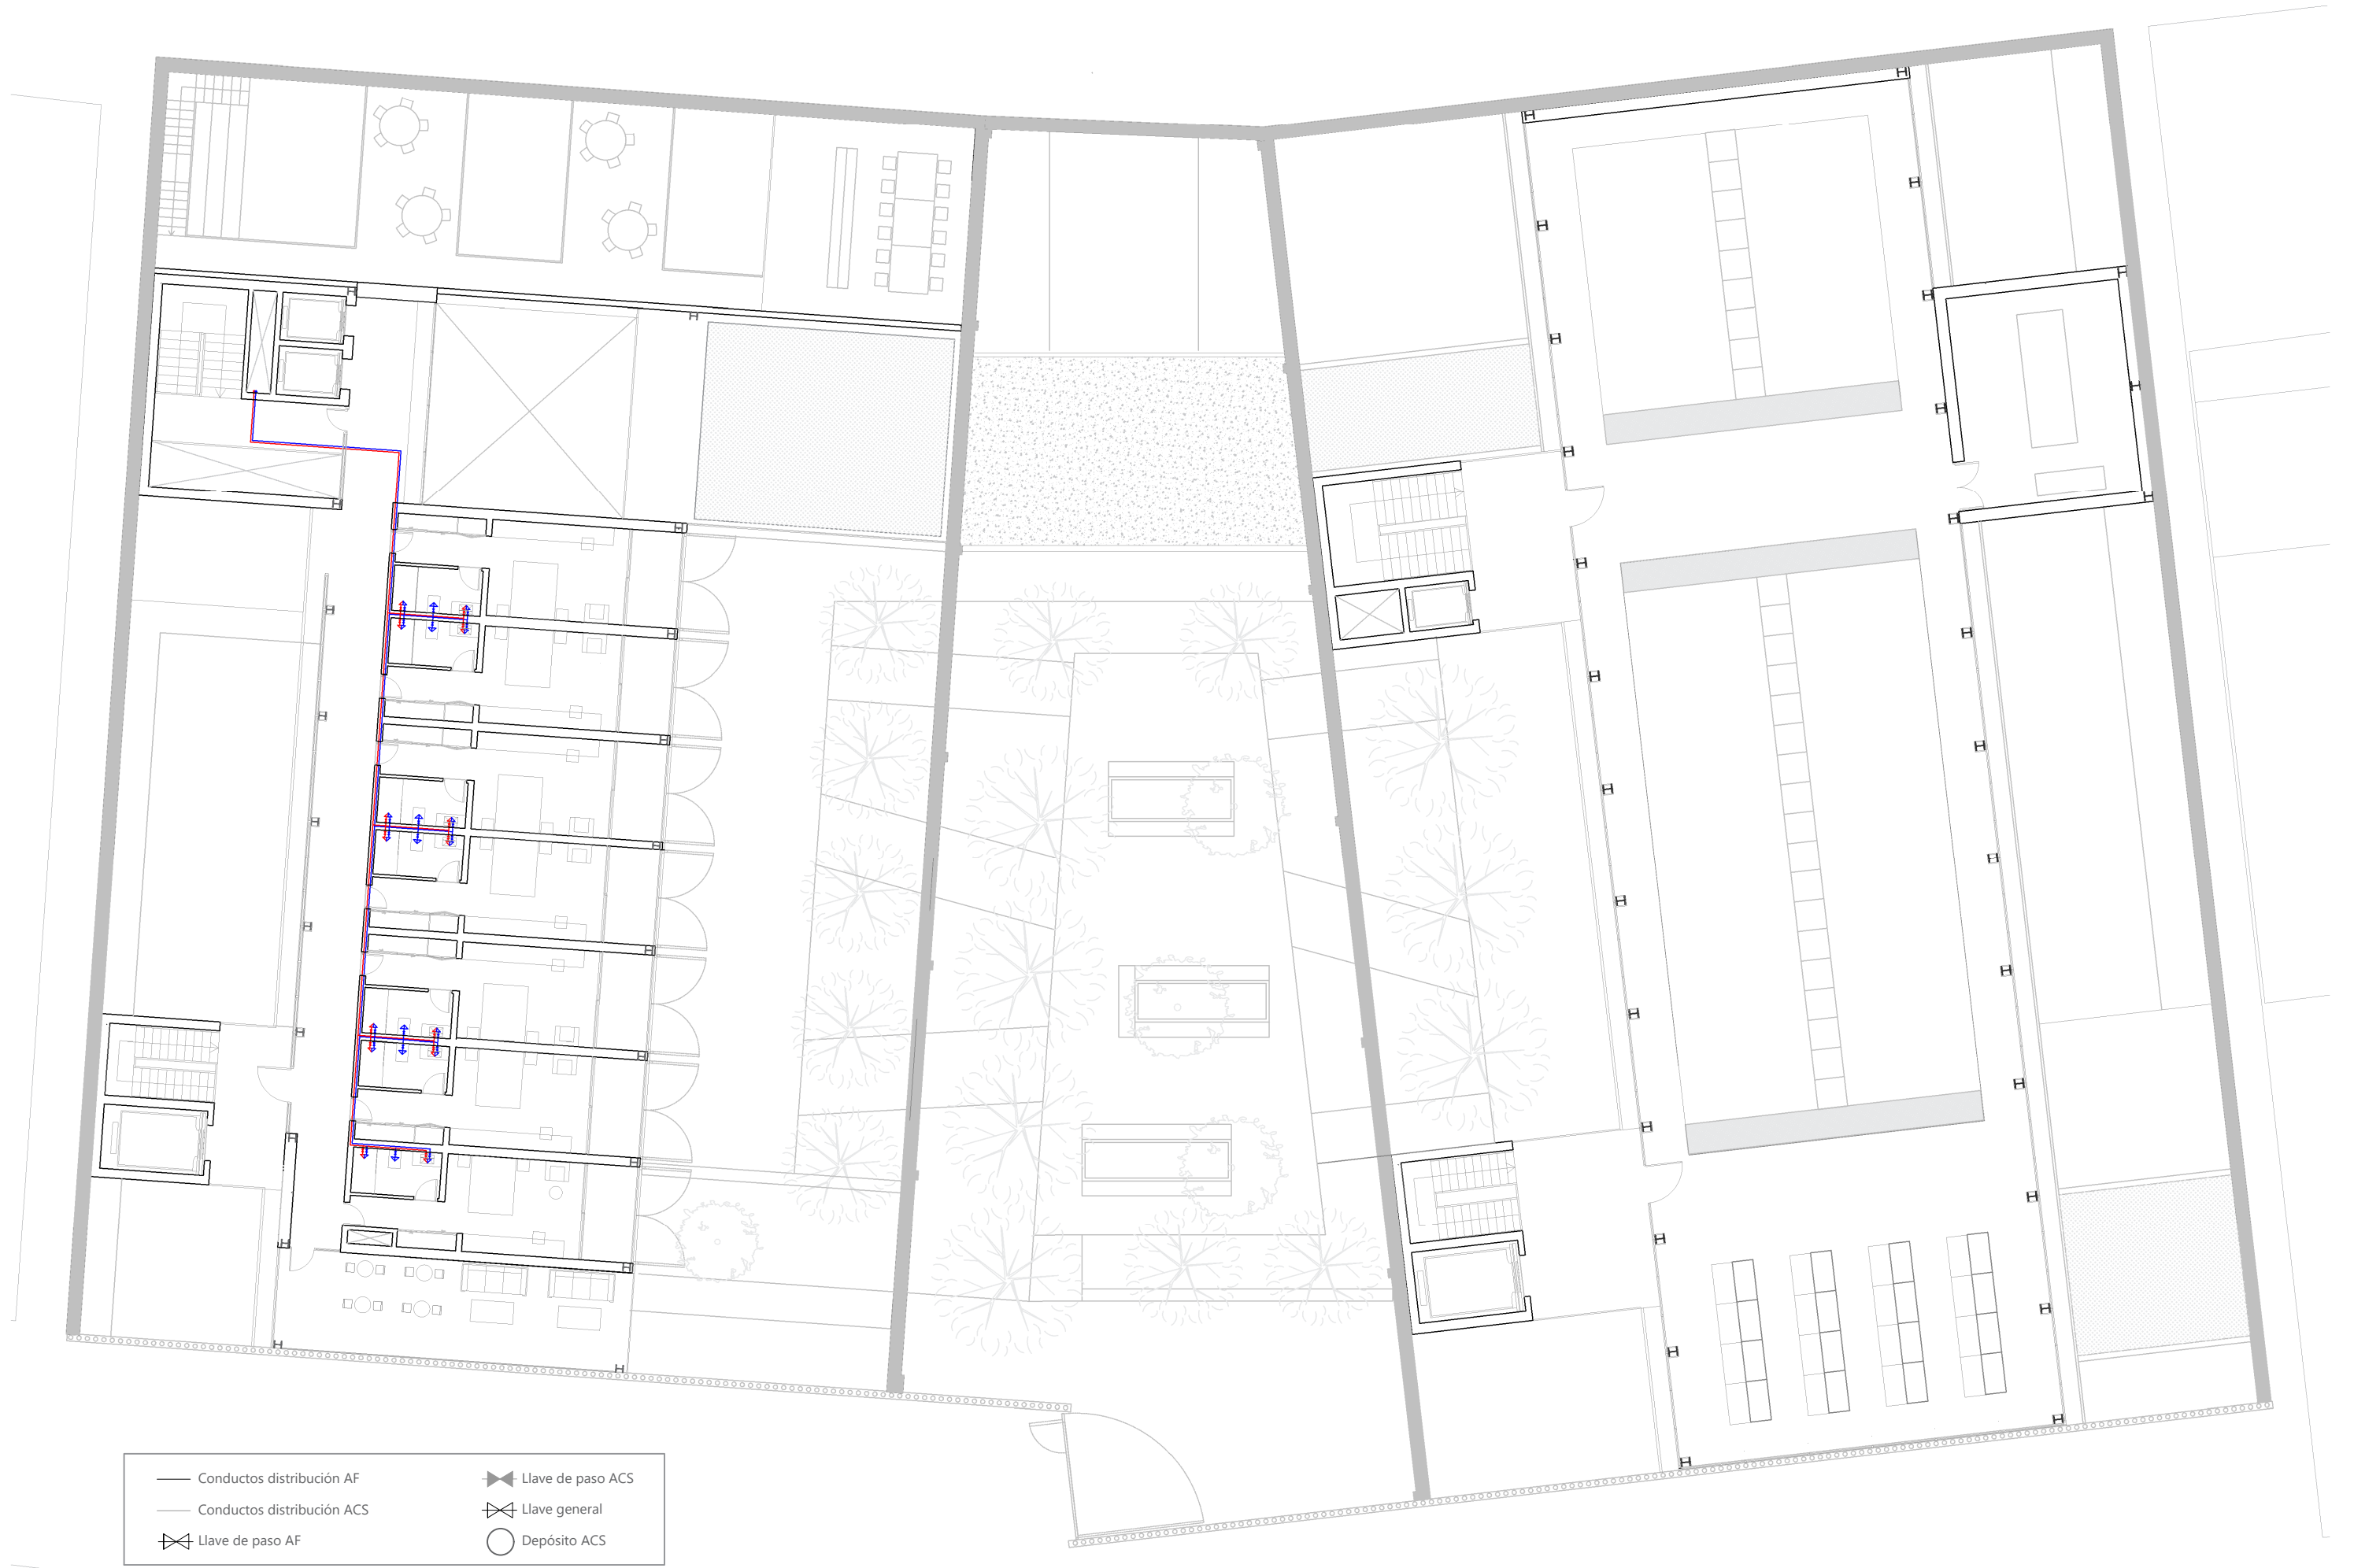 Conductos distribución AF
Conductos distribución ACS
Llave de paso AF
Llave de paso ACS
Llave general
Depósito ACS